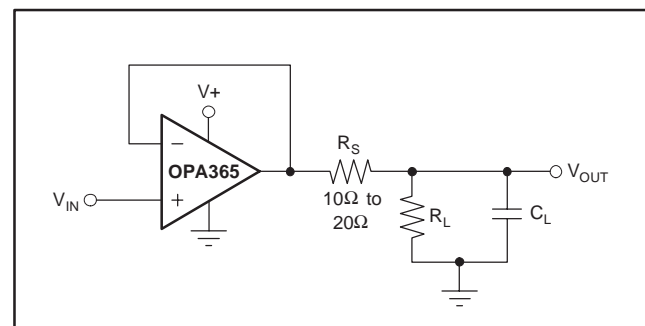 V+
R_S
OPA365
V_OUT
10Ω to
20Ω
V_IN
R_L
C_L
−
+